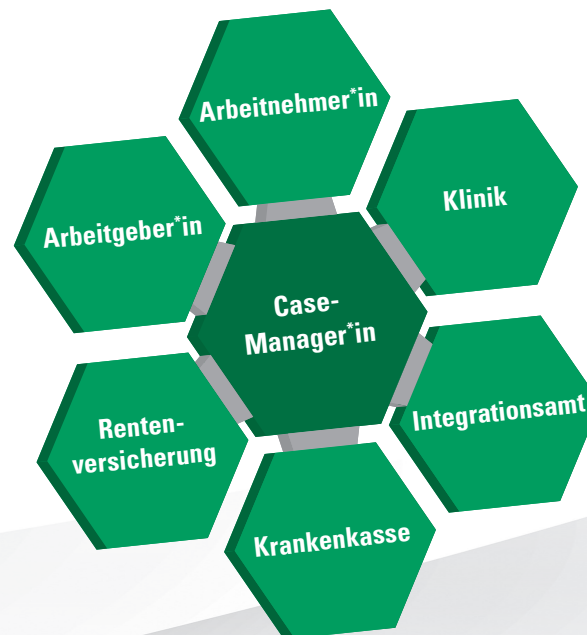 Arbeitnehmer*in
Klinik
Arbeitgeber*in
Case-
Manager*in
Integrationsamt
Renten-
versicherung
Krankenkasse